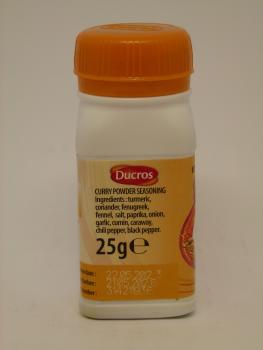 Ducros
CURRY POWDER SEASONING
Ingredients : turmeric,
coriander, fenugreek,
fennel, salt, paprika, onion,
garlic, cumin, caraway,
chili pepper, black pepper.
25g℮